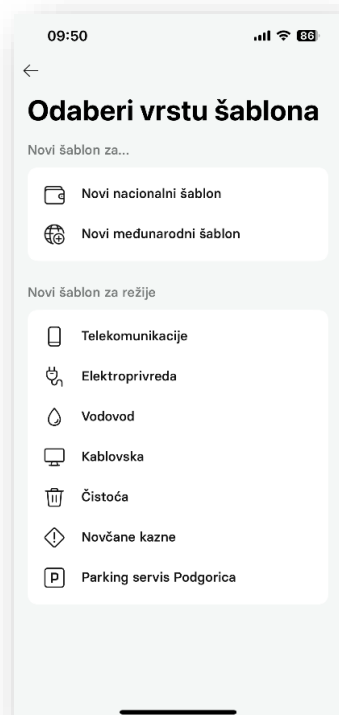 09:50
86
Odaberi vrstu šablona
Novi šablon za...
Novi nacionalni šablon
Novi međunarodni šablon
Novi šablon za režije
Telekomunikacije
Elektroprivreda
Vodovod
Kablovska
Čistoća
Novčane kazne
P
Parking servis Podgorica